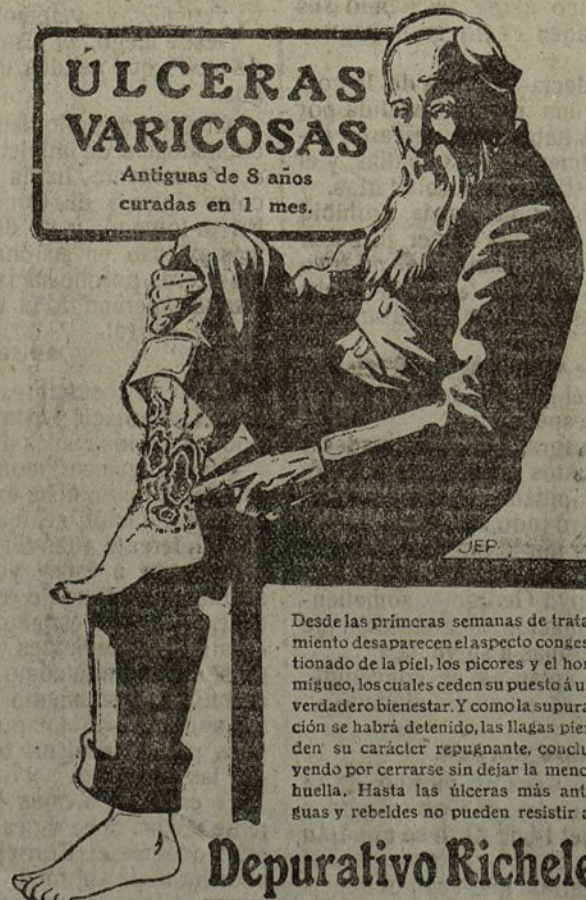 ÚLCERAS
VARICOSAS
Antiguas de 8 años
curadas en 1 mes.
JEP
Desde las primeras semanas de trata
miento desaparecen el aspecto conges
tionado de la piel, los picores y el hor
migueo, los cuales ceden su puesto á u
verdadero bienestar. Y como la supura
ción se habrá detenido, las llagas pier
den su carácter repugnante, conclu
yendo por cerrarse sin dejar la menc
huella. Hasta las úlceras más ant
guas y rebeldes no pueden resistir a
Depurativo Richele